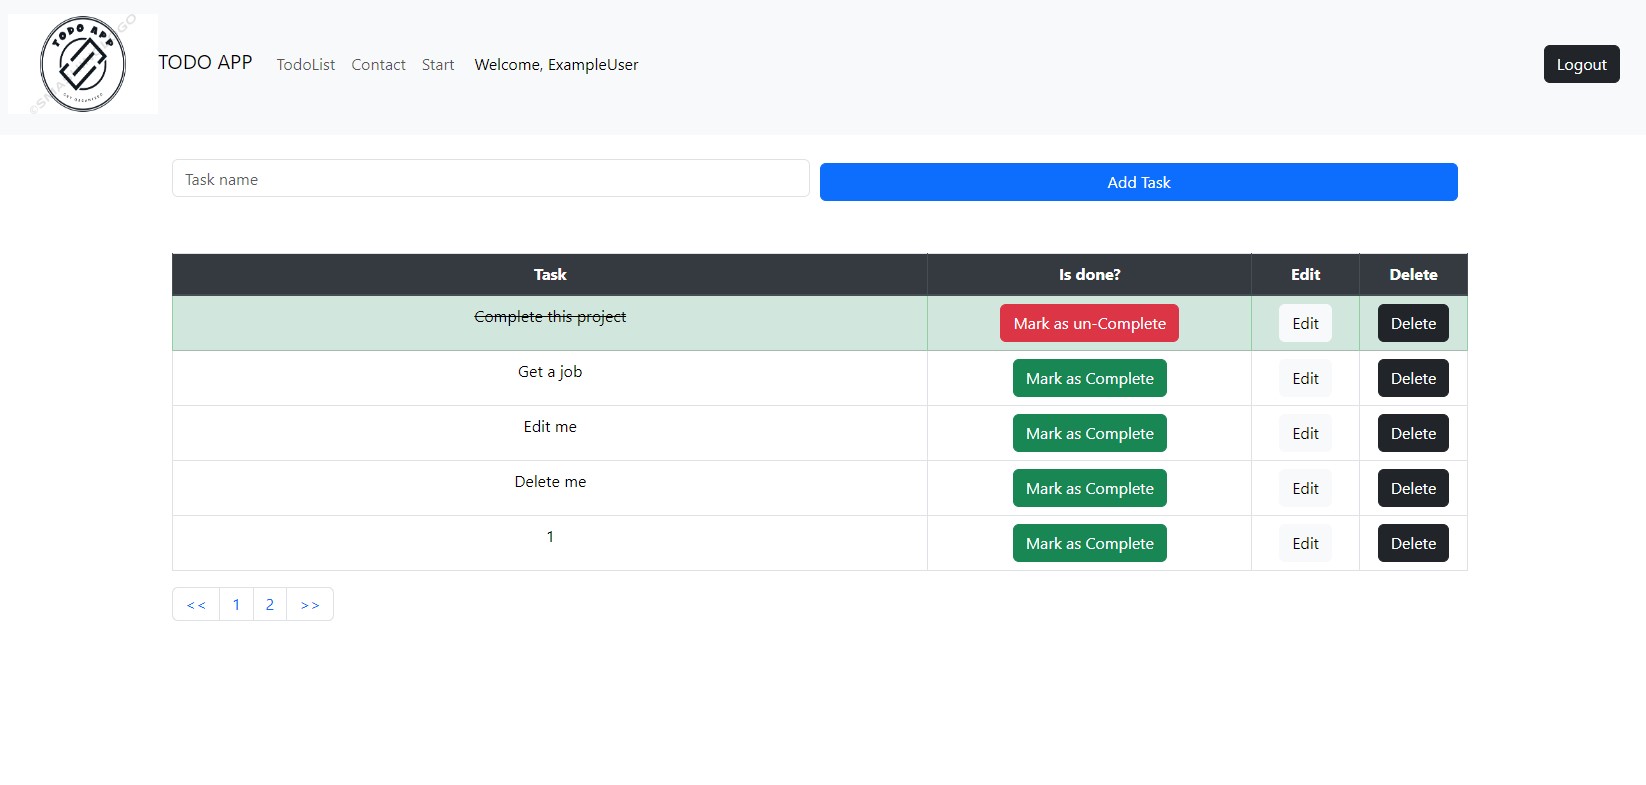 TODO APP
GET ORGANISED
TODO APP TodoList Contact Start Welcome, ExampleUser Logout
Task name Add Task
Task Is done? Edit Delete
Complete this project Mark as un-Complete Edit Delete
Get a job Mark as Complete Edit Delete
Edit me Mark as Complete Edit Delete
Delete me Mark as Complete Edit Delete
1 Mark as Complete Edit Delete
<< 1 2 >>